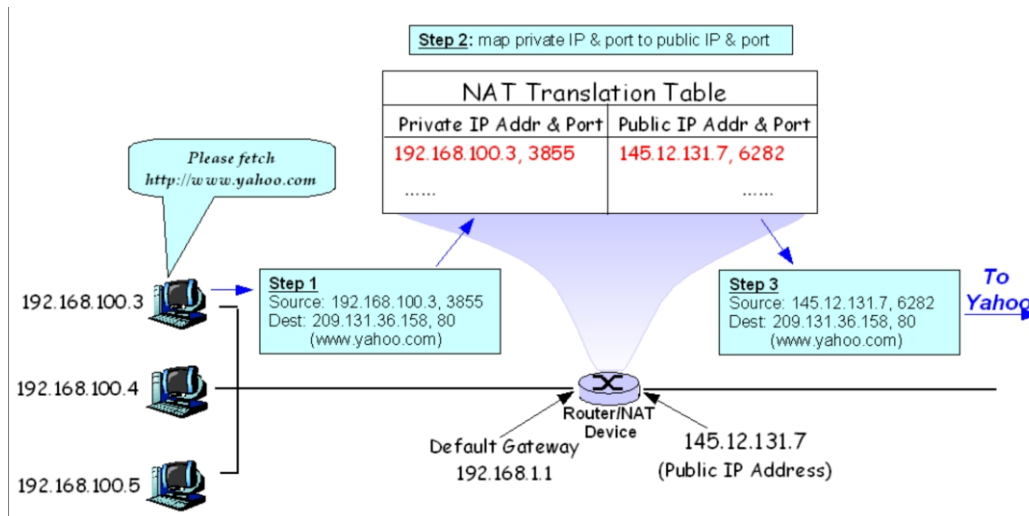 Step 2: map private IP & port to public IP & port
NAT Translation Table
Private IP Addr & Port
Public IP Addr & Port
192.168.100.3, 3855
145.12.131.7, 6282
......
......
Please fetch
http://www.yahoo.com
192.168.100.3
Step 1
Source: 192.168.100.3, 3855
Dest: 209.131.36.158, 80
(www.yahoo.com)
Step 3
Source: 145.12.131.7, 6282
Dest: 209.131.36.158, 80
(www.yahoo.com)
To
Yahoo
192.168.100.4
Router/NAT
Device
Default Gateway
192.168.1.1
145.12.131.7
(Public IP Address)
192.168.100.5